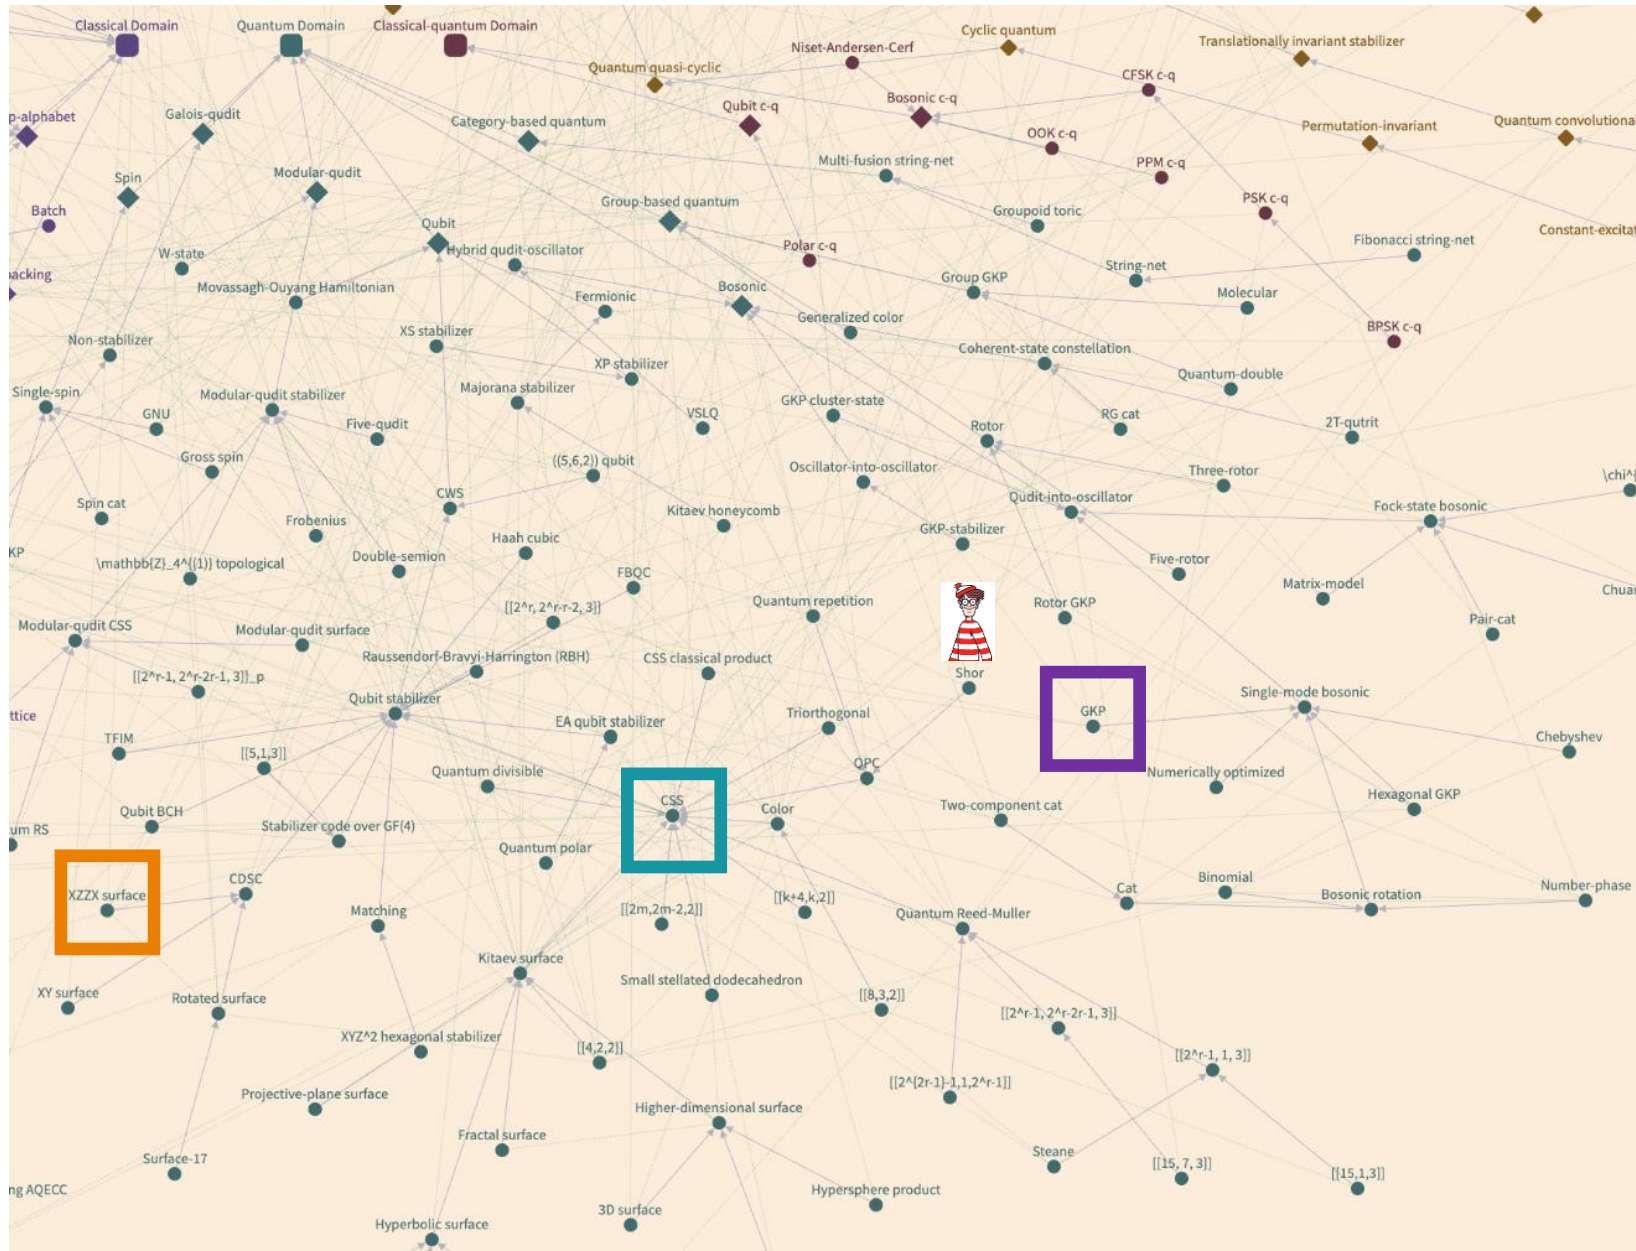 Classical Domain
Quantum Domain
Classical-quantum Domain
Niset-Andersen-Cerf
Cyclic quantum
Translationally invariant stabilizer
Quantum quasi-cyclic
CFSK c-q
p-alphabet
Galois-qudit
Category-based quantum
Qubit c-q
Bosonic c-q
OOK c-q
Permutation-invariant
Quantum convolutional
Multi-fusion string-net
PPM c-q
Spin
Modular-qudit
Group-based quantum
PSK c-q
Batch
Qubit
Groupoid toric
Constant-excitat
W-state
Hybrid qudit-oscillator
Polar c-q
Fibonacci string-net
String-net
packing
Movassagh-Ouyang Hamiltonian
Fermionic
Bosonic
Group GKP
Molecular
Generalized color
BPSK c-q
Non-stabilizer
XS stabilizer
XP stabilizer
Coherent-state constellation
Quantum-double
Single-spin
Modular-qudit stabilizer
Majorana stabilizer
GKP cluster-state
GNU
Five-qudit
VSLQ
Rotor
RG cat
2T-qutrit
Gross spin
((5,6,2)) qubit
Oscillator-into-oscillator
Three-rotor
\chi^{
Spin cat
CWS
Qudit-into-oscillator
Fock-state bosonic
Frobenius
Kitaev honeycomb
GKP-stabilizer
KP
\mathbb{Z}_4^{(1)} topological
Double-semion
Haah cubic
FBQC
Five-rotor
Matrix-model
Chuan
[[2^r, 2^r-r-2, 3]]
Quantum repetition
Rotor GKP
Pair-cat
Modular-qudit CSS
Modular-qudit surface
Raussendorf-Bravyi-Harrington (RBH)
CSS classical product
Shor
[[2^r-1, 2^r-2r-1, 3]]_p
Qubit stabilizer
EA qubit stabilizer
Triorthogonal
GKP
Single-mode bosonic
ttice
TFIM
[[5,1,3]]
Quantum divisible
QPC
Numerically optimized
Chebyshev
Qubit BCH
Stabilizer code over GF(4)
CSS
Color
Two-component cat
Hexagonal GKP
um RS
Quantum polar
XZZX surface
CDSC
Matching
[[2m,2m-2,2]]
[[k+4,k,2]]
Quantum Reed-Muller
Cat
Binomial
Bosonic rotation
Number-phase
Kitaev surface
Small stellated dodecahedron
XY surface
Rotated surface
[[8,3,2]]
[[2^r-1, 2^r-2r-1, 3]]
XYZ^2 hexagonal stabilizer
[[4,2,2]]
[[2^r-1, 1, 3]]
Projective-plane surface
[[2^{2r-1}-1,1,2^r-1]]
Fractal surface
Higher-dimensional surface
Surface-17
Steane
[[15, 7, 3]]
[[15,1,3]]
ng AQECC
Hyperbolic surface
3D surface
Hypersphere product